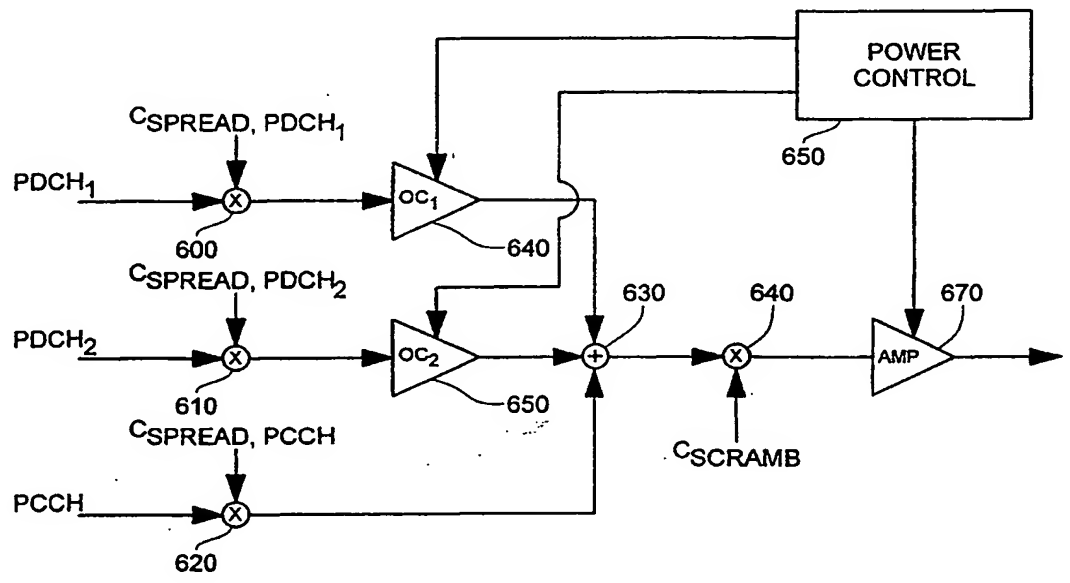 POWER
CONTROL
650
CSPREAD, PDCH1
PDCH1
X
600
OC1
640
CSPREAD, PDCH2
PDCH2
X
610
OC2
650
630
+
640
X
CSCRAMB
670
AMP
CSPREAD, PCCH
PCCH
X
620